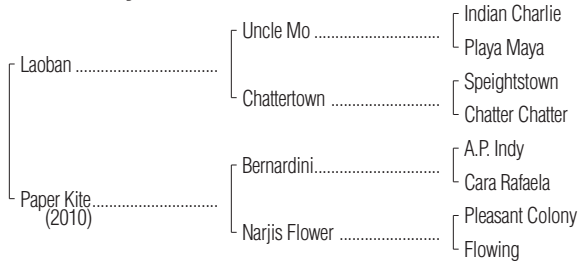 Indian Charlie
Uncle Mo ..............................
Playa Maya
Laoban ..................................
Speightstown
Chattertown ..........................
Chatter Chatter
A.P. Indy
Bernardini..............................
Cara Rafaela
Paper Kite..............................
(2010)
Pleasant Colony
Narjis Flower ........................
Flowing